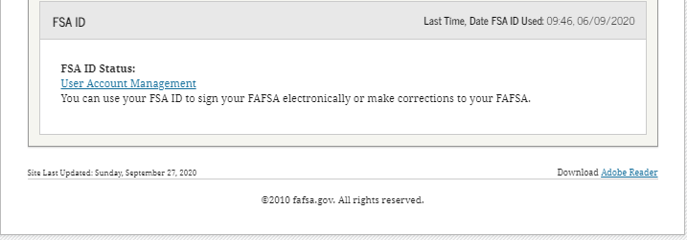 FSA ID
Last Time, Date FSA ID Used: 09:46, 06/09/2020
FSA ID Status:
User Account Management
You can use your FSA ID to sign your FAFSA electronically or make corrections to your FAFSA.
Site Last Updated: Sunday, September 27, 2020
Download Adobe Reader
©2010 fafsa.gov. All rights reserved.